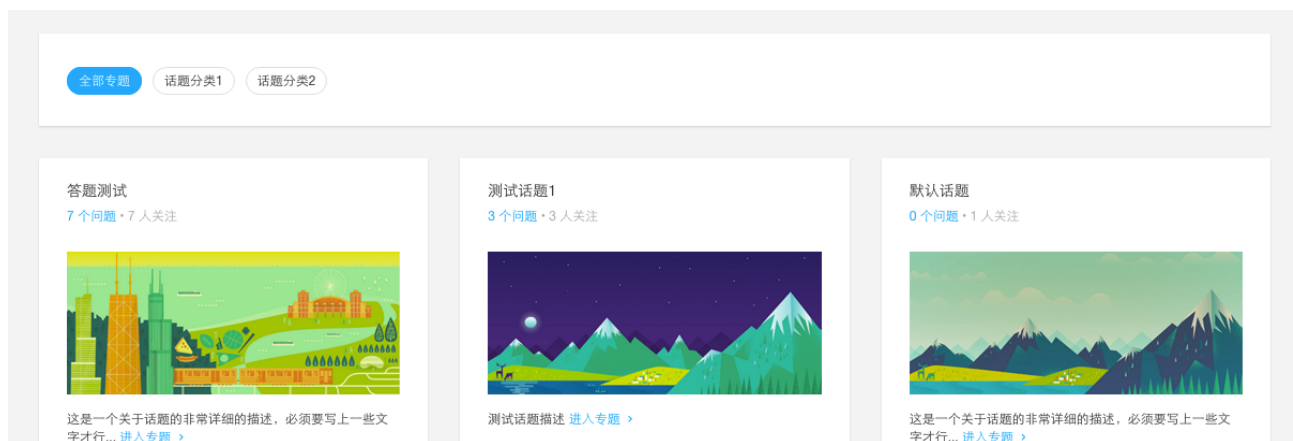 全部专题 话题分类1 话题分类2
答题测试
7 个问题 • 7 人关注
这是一个关于话题的非常详细的描述，必须要写上一些文
字才行... 进入专题 ›
测试话题1
3 个问题 • 3 人关注
测试话题描述 进入专题 ›
默认话题
0 个问题 • 1 人关注
这是一个关于话题的非常详细的描述，必须要写上一些文
字才行... 进入专题 ›